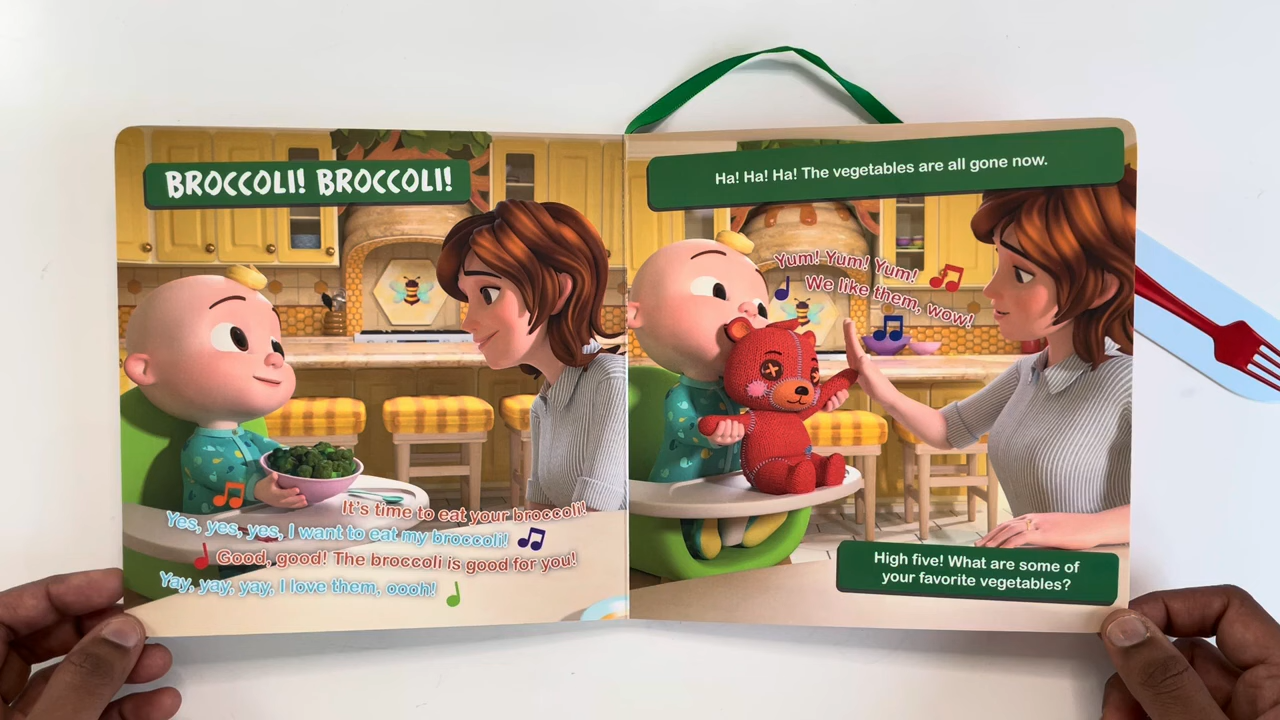 BROCCOLI! BROCCOLI!
It's time to eat your broccoli!
Yes, yes, yes, I want to eat my broccoli!
Good, good! The broccoli is good for you!
Yay, yay, yay, I love them, oooh!
Ha! Ha! Ha! The vegetables are all gone now.
Yum! Yum! Yum!
We like them, wow!
High five! What are some of
your favorite vegetables?